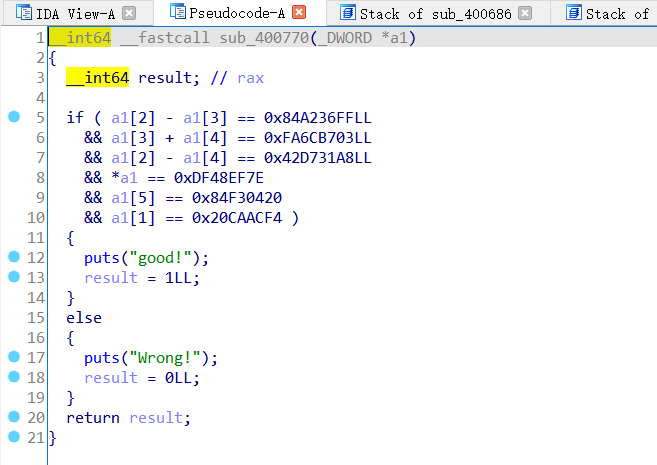 IDA View-A Pseudocode-A Stack of sub_400686 Stack of
1 __int64 __fastcall sub_400770(_DWORD *a1)
2 {
3 __int64 result; // rax
4
5 if ( a1[2] - a1[3] == 0x84A236FFLL
6 && a1[3] + a1[4] == 0xFA6CB703LL
7 && a1[2] - a1[4] == 0x42D731A8LL
8 && *a1 == 0xDF48EF7E
9 && a1[5] == 0x84F30420
10 && a1[1] == 0x20CAACF4 )
11 {
12 puts("good!");
13 result = 1LL;
14 }
15 else
16 {
17 puts("Wrong!");
18 result = 0LL;
19 }
20 return result;
21 }